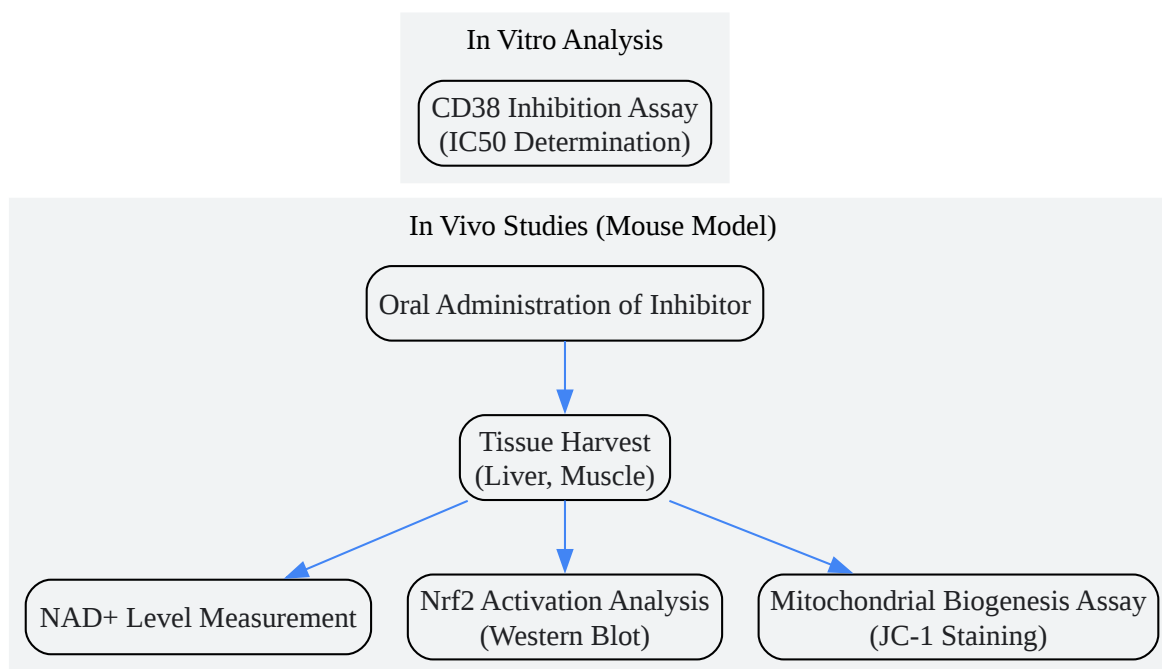 In Vitro Analysis
CD38 Inhibition Assay
(IC50 Determination)
In Vivo Studies (Mouse Model)
Oral Administration of Inhibitor
Tissue Harvest
(Liver, Muscle)
NAD+ Level Measurement
Nrf2 Activation Analysis
(Western Blot)
Mitochondrial Biogenesis Assay
(JC-1 Staining)